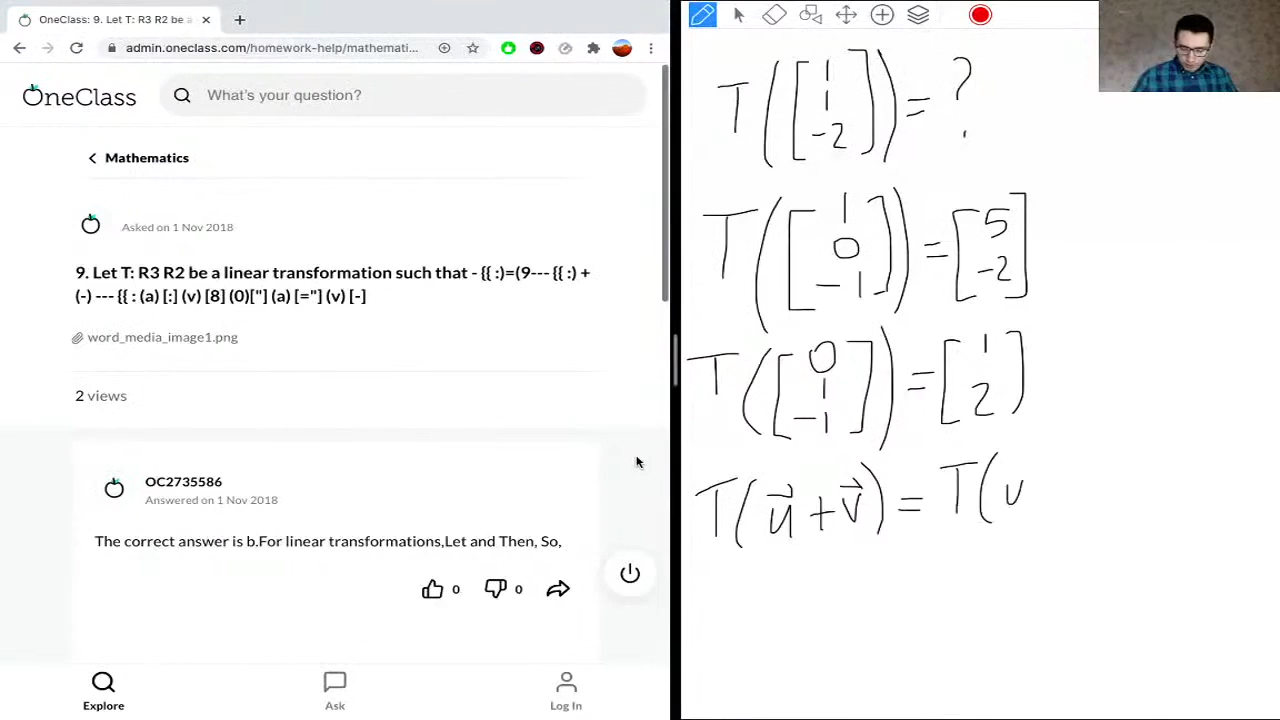 OneClass: 9. Let T: R3 R2 be a
admin.oneclass.com/homework-help/mathemati...
OneClass
What's your question?
Mathematics
Asked on 1 Nov 2018
9. Let T: R3 R2 be a linear transformation such that - {{ :)=(9--- {{ :) +
(-) --- {{ : (a) [:] (v) [8] (0)["] (a) [="] (v) [-]
word_media_image1.png
2 views
OC2735586
Answered on 1 Nov 2018
The correct answer is b.For linear transformations,Let and Then, So,
0 0
Explore Ask Log In
T([1
1
-2]) = ?
T([1
0
-1]) = [5
-2]
T([0
1
-1]) = [1
2]
T(u⃗ + v⃗) = T(u